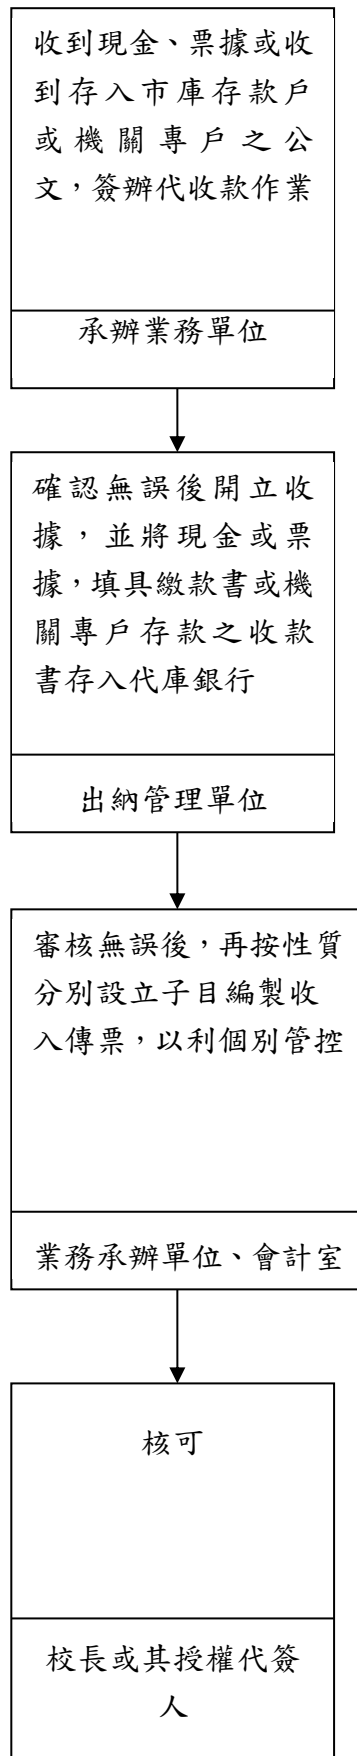 收到現金、票據或收
到存入市庫存款戶
或機關專戶之公
文，簽辦代收款作業
承辦業務單位
確認無誤後開立收
據，並將現金或票
據，填具繳款書或機
關專戶存款之收款
書存入代庫銀行
出納管理單位
審核無誤後，再按性質
分別設立子目編製收
入傳票，以利個別管控
業務承辦單位、會計室
核可
校長或其授權代簽
人